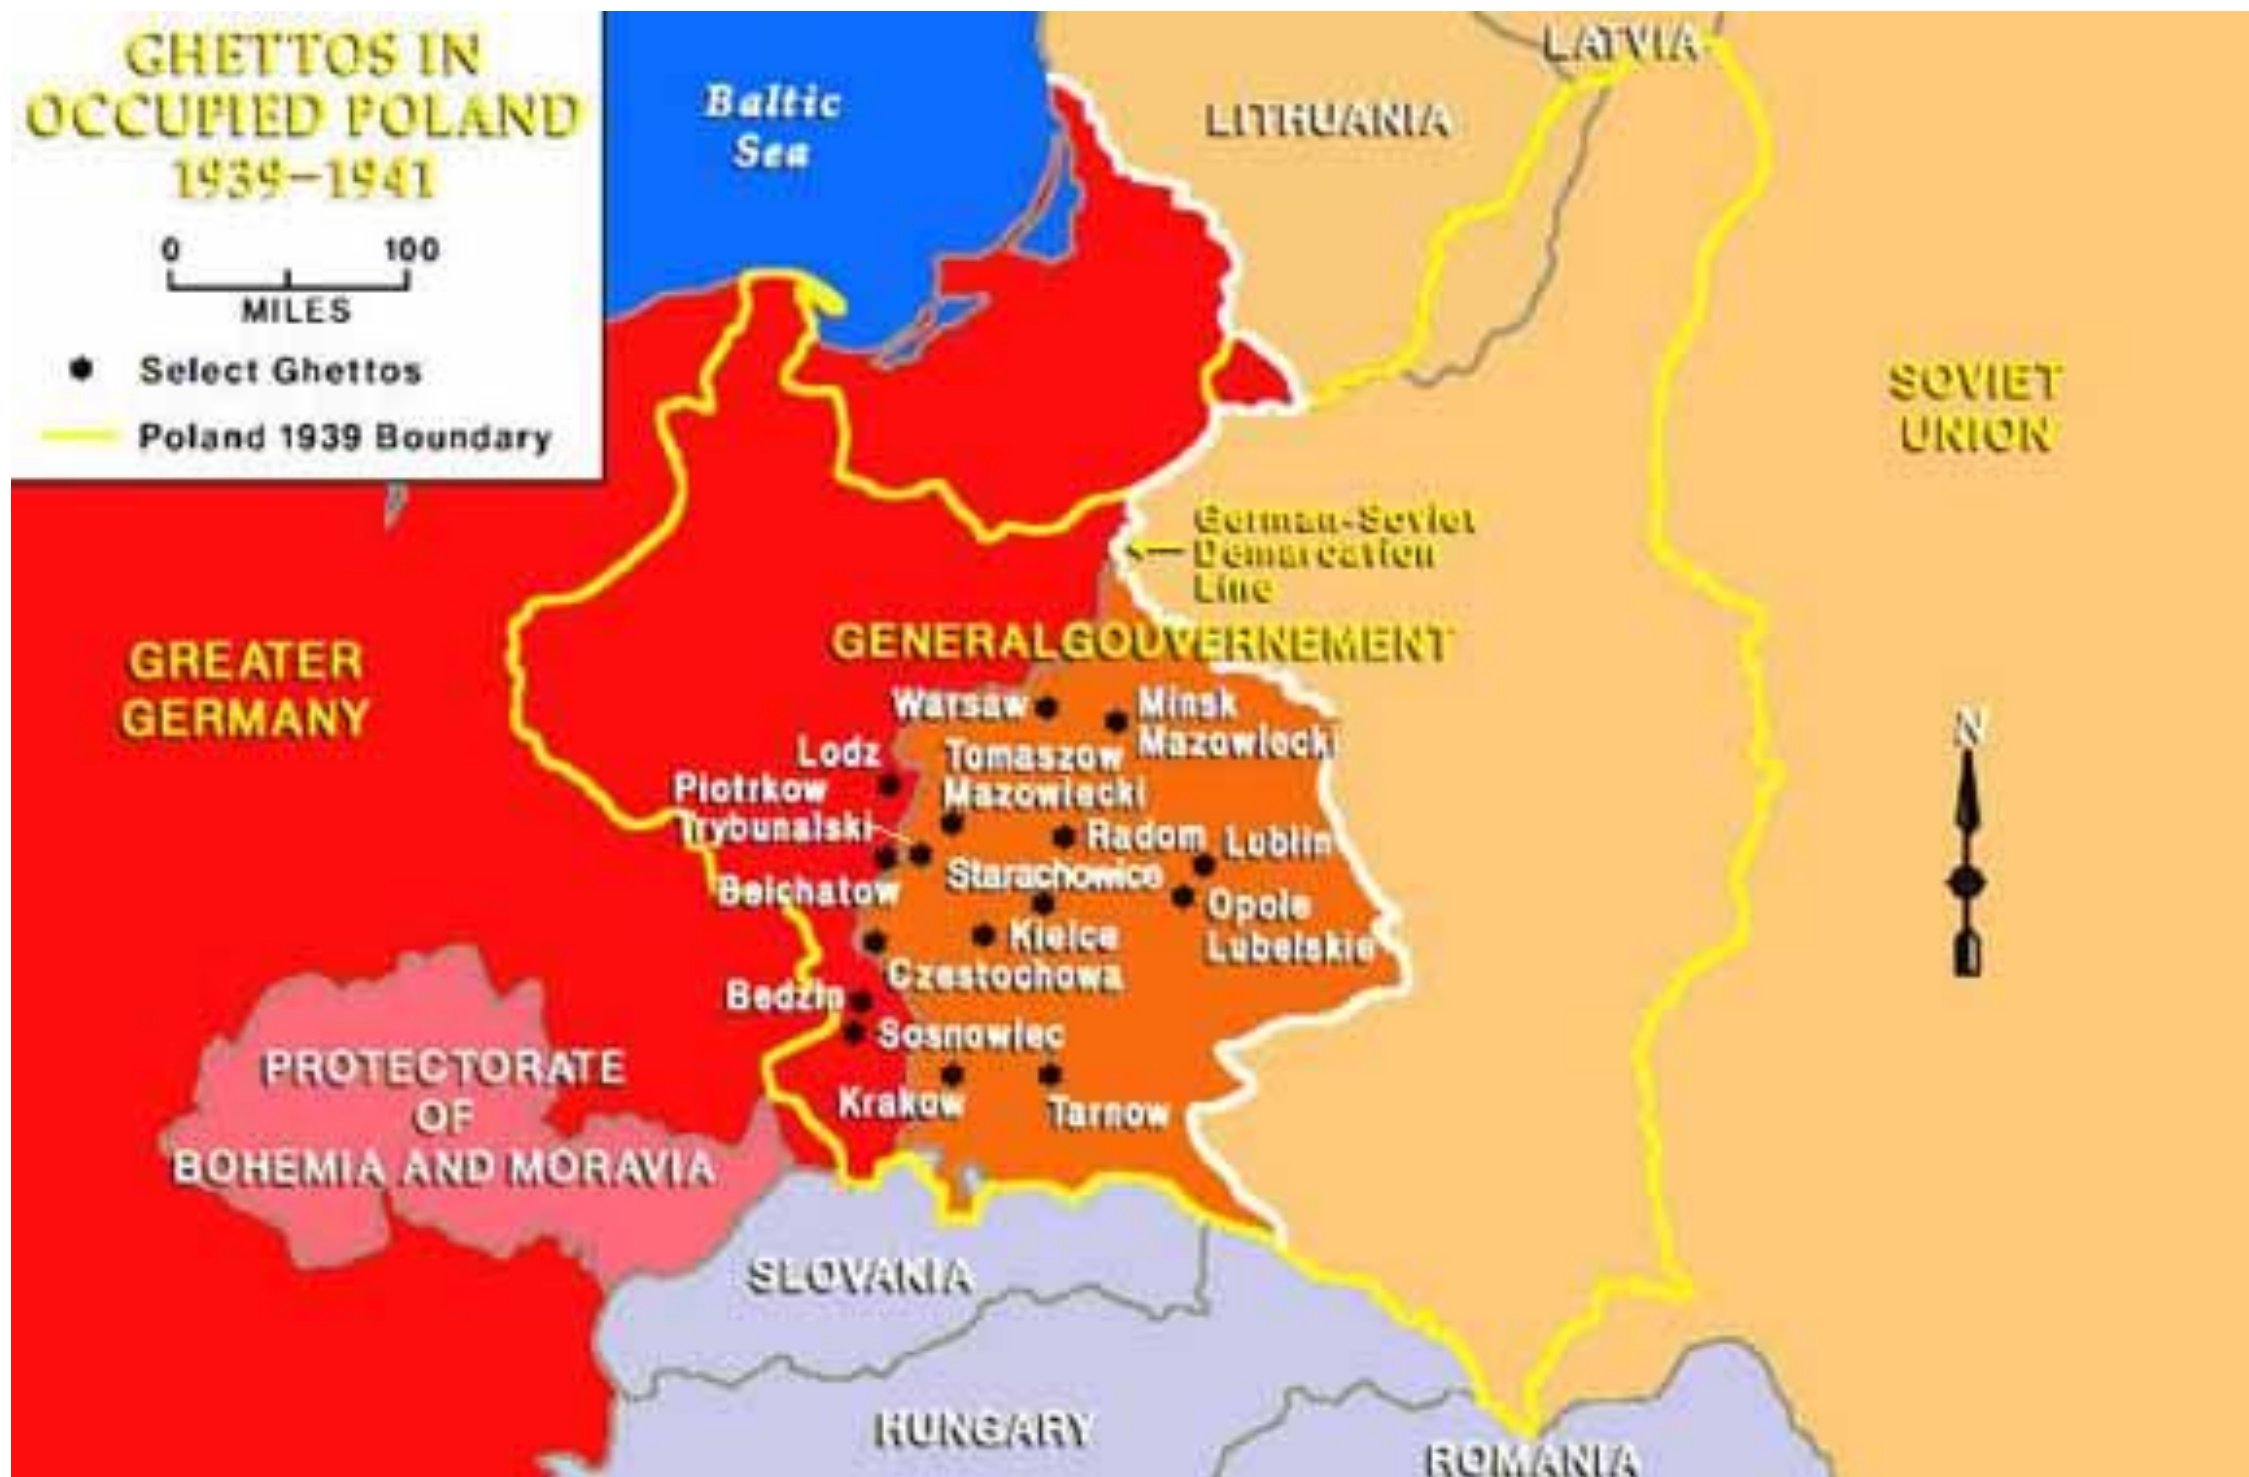 GHETTOS IN
OCCUPIED POLAND
1939–1941
0 100
MILES
Select Ghettos
Poland 1939 Boundary
Baltic
Sea
LATVIA
LITHUANIA
SOVIET
UNION
German-Soviet
Demarcation
Line
GREATER
GERMANY
GENERALGOUVERNEMENT
Warsaw
Minsk
Mazowiecki
Lodz
Tomaszow
Mazowiecki
Piotrkow
Trybunalski
Radom
Lublin
Belchatow
Starachowice
Opole
Lubelskie
Kielce
Czestochowa
Bedzin
Sosnowiec
Krakow
Tarnow
N
PROTECTORATE
OF
BOHEMIA AND MORAVIA
SLOVAKIA
HUNGARY
ROMANIA